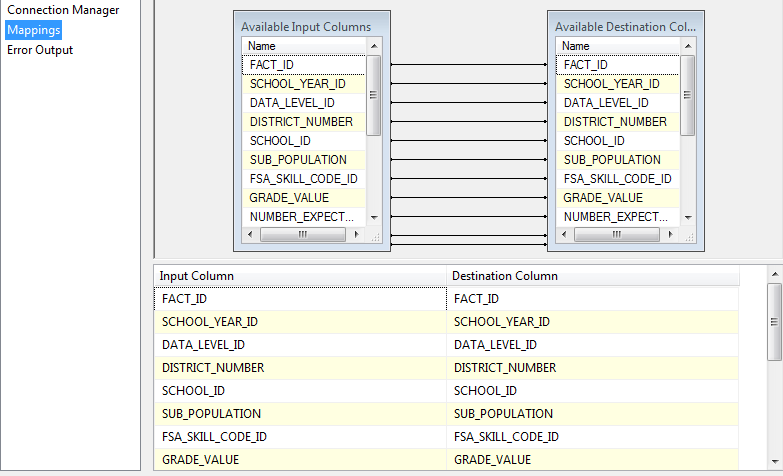 Connection Manager
Mappings
Error Output
Available Input Columns
Name
FACT_ID
SCHOOL_YEAR_ID
DATA_LEVEL_ID
DISTRICT_NUMBER
SCHOOL_ID
SUB_POPULATION
FSA_SKILL_CODE_ID
GRADE_VALUE
NUMBER_EXPECT...
Available Destination Col...
Name
FACT_ID
SCHOOL_YEAR_ID
DATA_LEVEL_ID
DISTRICT_NUMBER
SCHOOL_ID
SUB_POPULATION
FSA_SKILL_CODE_ID
GRADE_VALUE
NUMBER_EXPECT...
Input Column Destination Column
FACT_ID FACT_ID
SCHOOL_YEAR_ID SCHOOL_YEAR_ID
DATA_LEVEL_ID DATA_LEVEL_ID
DISTRICT_NUMBER DISTRICT_NUMBER
SCHOOL_ID SCHOOL_ID
SUB_POPULATION SUB_POPULATION
FSA_SKILL_CODE_ID FSA_SKILL_CODE_ID
GRADE_VALUE GRADE_VALUE